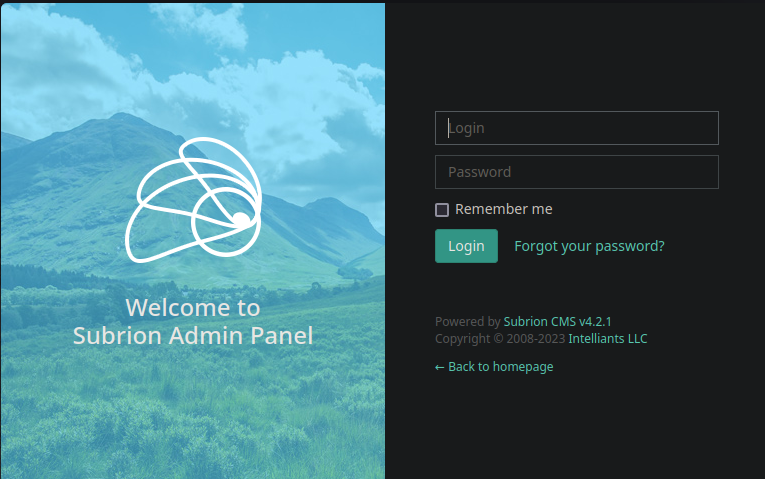 Welcome to
Subrion Admin Panel
Login
Password
Remember me
Login Forgot your password?
Powered by Subrion CMS v4.2.1
Copyright © 2008-2023 Intelliants LLC
← Back to homepage